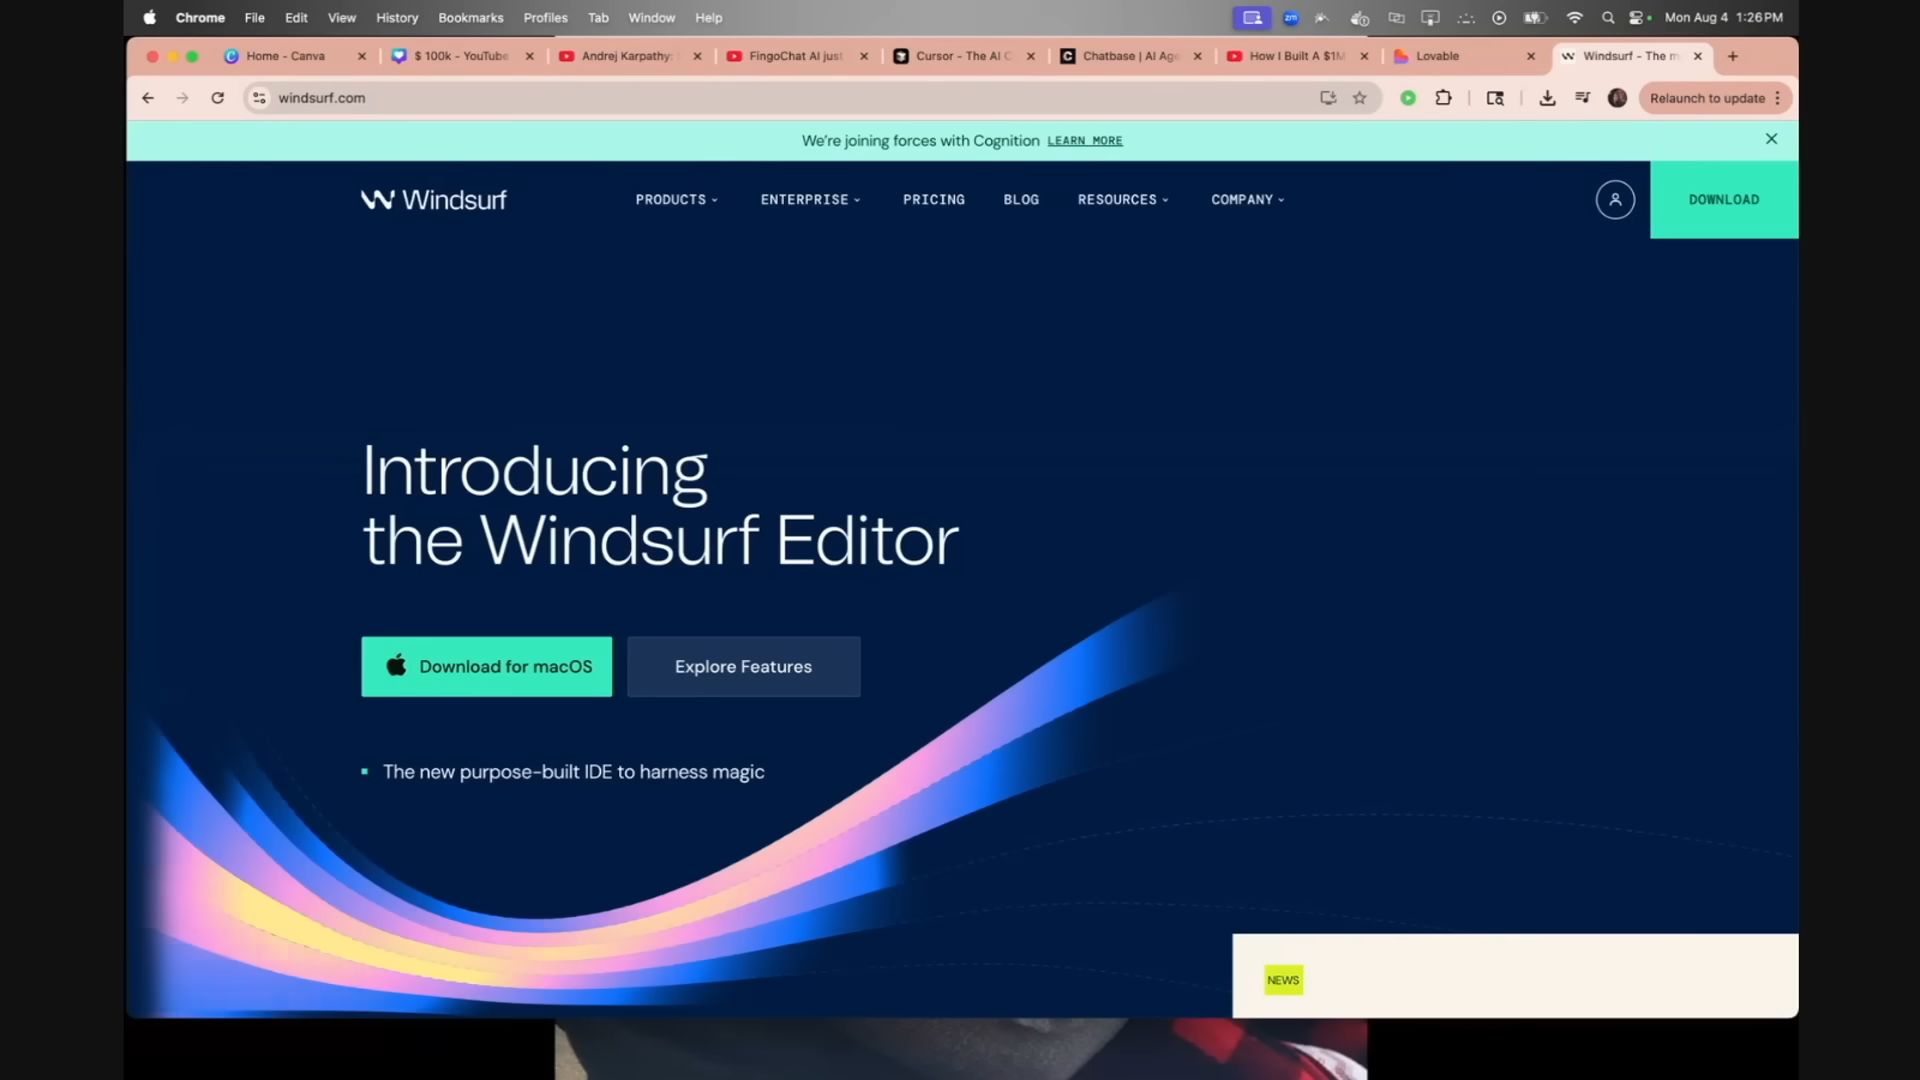 Chrome File Edit View History Bookmarks Profiles Tab Window Help zm Mon Aug 4 1:26 PM
Home - Canva $ 100k - YouTube Andrej Karpathy: FingoChat AI just Cursor - The AI C Chatbase | AI Age How I Built A $1M Lovable Windsurf - The m
windsurf.com Relaunch to update
We're joining forces with Cognition LEARN MORE
Windsurf PRODUCTS ENTERPRISE PRICING BLOG RESOURCES COMPANY DOWNLOAD
Introducing
the Windsurf Editor
Download for macOS Explore Features
The new purpose-built IDE to harness magic
NEWS